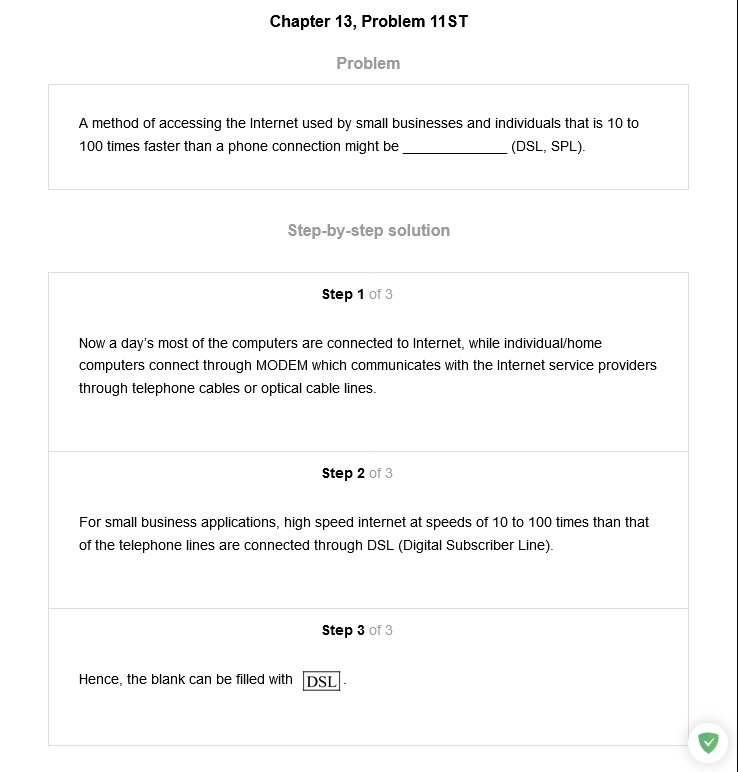 Chapter 13, Problem 11ST
Problem
A method of accessing the Internet used by small businesses and individuals that is 10 to
100 times faster than a phone connection might be _____________ (DSL, SPL).
Step-by-step solution
Step 1 of 3
Now a day's most of the computers are connected to Internet, while individual/home
computers connect through MODEM which communicates with the Internet service providers
through telephone cables or optical cable lines.
Step 2 of 3
For small business applications, high speed internet at speeds of 10 to 100 times than that
of the telephone lines are connected through DSL (Digital Subscriber Line).
Step 3 of 3
Hence, the blank can be filled with DSL.